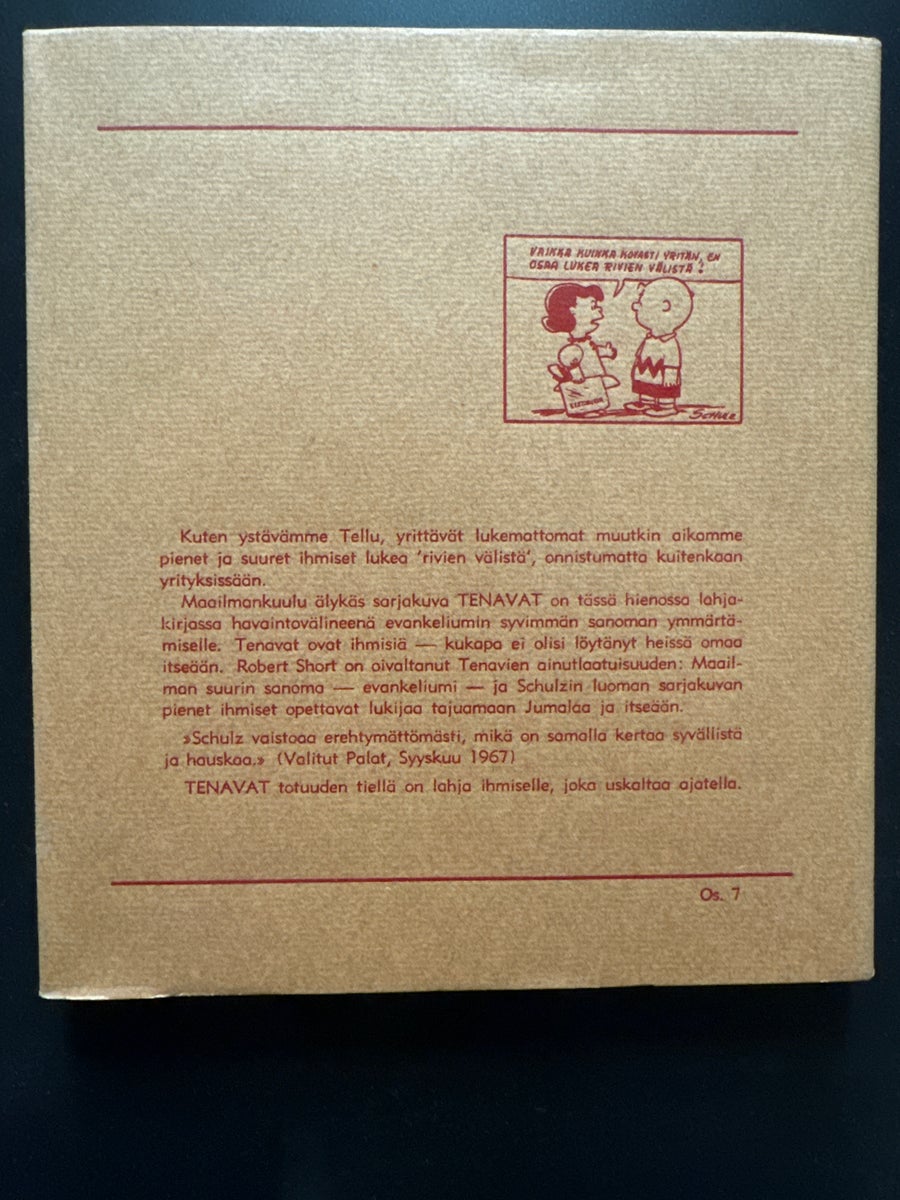 VAIKKA KUINKA KOVASTI YRITÄN, EN
OSAA LUKEA RIVIEN VÄLISTÄ!
SCHULZ
Kuten ystävämme Tellu, yrittävät lukemattomat muutkin aikamme
pienet ja suuret ihmiset lukea 'rivien välistä', onnistumatta kuitenkaan
yrityksissään.
Maailmankuulu älykäs sarjakuva TENAVAT on tässä hienossa lahja-
kirjassa havaintovälineenä evankeliumin syvimmän sanoman ymmärtä-
miselle. Tenavat ovat ihmisiä — kukapa ei olisi löytänyt heissä omaa
itseään. Robert Short on oivaltanut Tenavien ainutlaatuisuuden: Maail-
man suurin sanoma — evankeliumi — ja Schulzin luoman sarjakuvan
pienet ihmiset opettavat lukijaa tajuamaan Jumalaa ja itseään.
»Schulz vaistoaa erehtymättömästi, mikä on samalla kertaa syvällistä
ja hauskaa.» (Valitut Palat, Syyskuu 1967)
TENAVAT totuuden tiellä on lahja ihmiselle, joka uskaltaa ajatella.
Os. 7